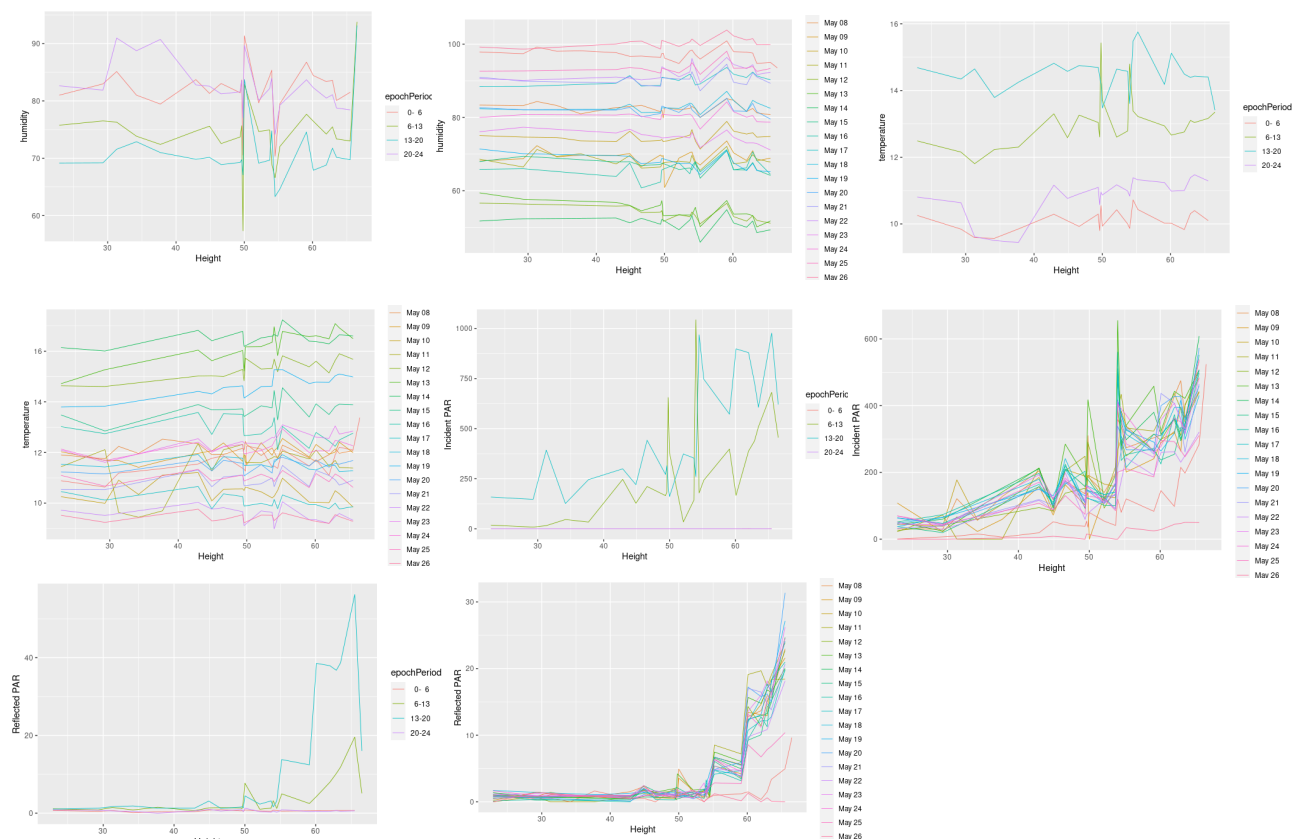 90
80
70
60
humidity
30
40
50
60
Height
epochPeriod
0- 6
6-13
13-20
20-24
100
80
60
humidity
30
40
50
60
Height
May 08
May 09
May 10
May 11
May 12
May 13
May 14
May 15
May 16
May 17
May 18
May 19
May 20
May 21
May 22
May 23
May 24
May 25
May 26
16
14
12
10
temperature
30
40
50
60
Height
epochPeriod
0- 6
6-13
13-20
20-24
16
14
12
10
temperature
30
40
50
60
Height
May 08
May 09
May 10
May 11
May 12
May 13
May 14
May 15
May 16
May 17
May 18
May 19
May 20
May 21
May 22
May 23
May 24
May 25
May 26
1000
750
500
250
0
Incident PAR
30
40
50
60
Height
epochPeric
0- 6
6-13
13-20
20-24
600
400
200
0
Incident PAR
30
40
50
60
Height
May 08
May 09
May 10
May 11
May 12
May 13
May 14
May 15
May 16
May 17
May 18
May 19
May 20
May 21
May 22
May 23
May 24
May 25
May 26
60
40
20
0
Reflected PAR
30
40
50
60
Height
epochPeriod
0- 6
6-13
13-20
20-24
30
20
10
0
Reflected PAR
30
40
50
60
Height
May 08
May 09
May 10
May 11
May 12
May 13
May 14
May 15
May 16
May 17
May 18
May 19
May 20
May 21
May 22
May 23
May 24
May 25
May 26